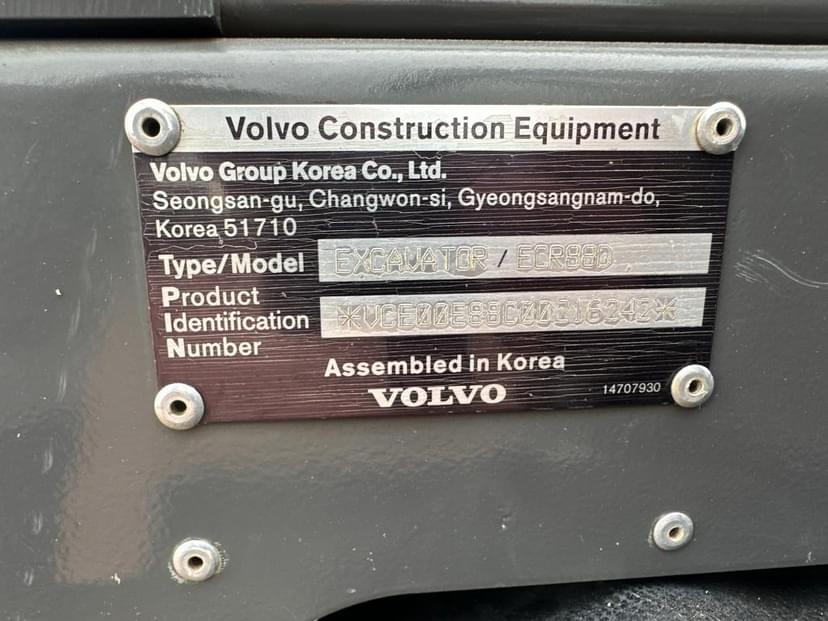 Volvo Construction Equipment
Volvo Group Korea Co., Ltd.
Seongsan-gu, Changwon-si, Gyeongsangnam-do,
Korea 51710
Type/Model EXCAVATOR / ECR88D
Product
Identification
Number
Assembled in Korea
VOLVO 14707930